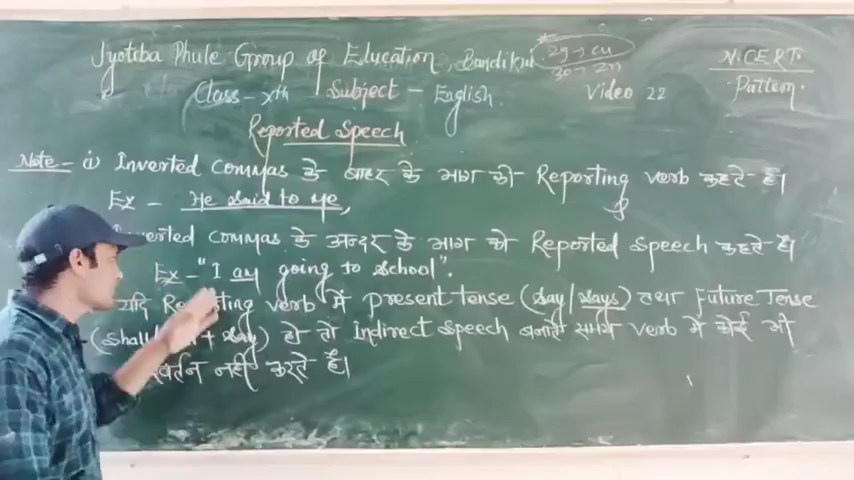 Jyotiba Phule Group of Education, Bandikui.
N.C.E.R.T.
Pattern.
Class - Xth Subject - English. Video 22
Reported Speech
Note - (i) Inverted Commas के बाहर के भाग को Reporting verb कहते हैं।
Ex - He said to me,
Inverted Commas के अन्दर के भाग को Reported Speech कहते हैं।
Ex - "I am going to school".
यदि Reporting verb में present tense (Say/Says) तथा Future Tense
(Shall + Say) हो तो Indirect Speech बनाते समय verb में कोई भी
नहीं करते हैं।